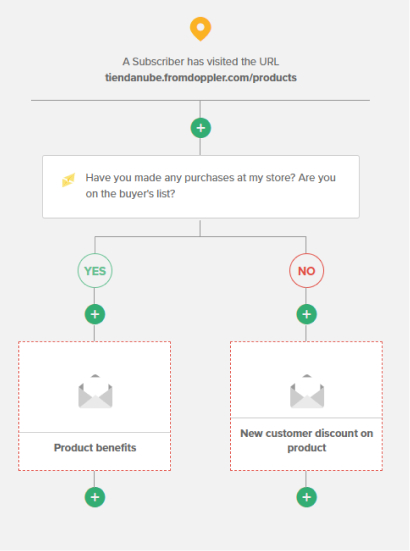 A Subscriber has visited the URL
tiendanube.fromdoppler.com/products
Have you made any purchases at my store? Are you
on the buyer's list?
YES
NO
Product benefits
New customer discount on
product